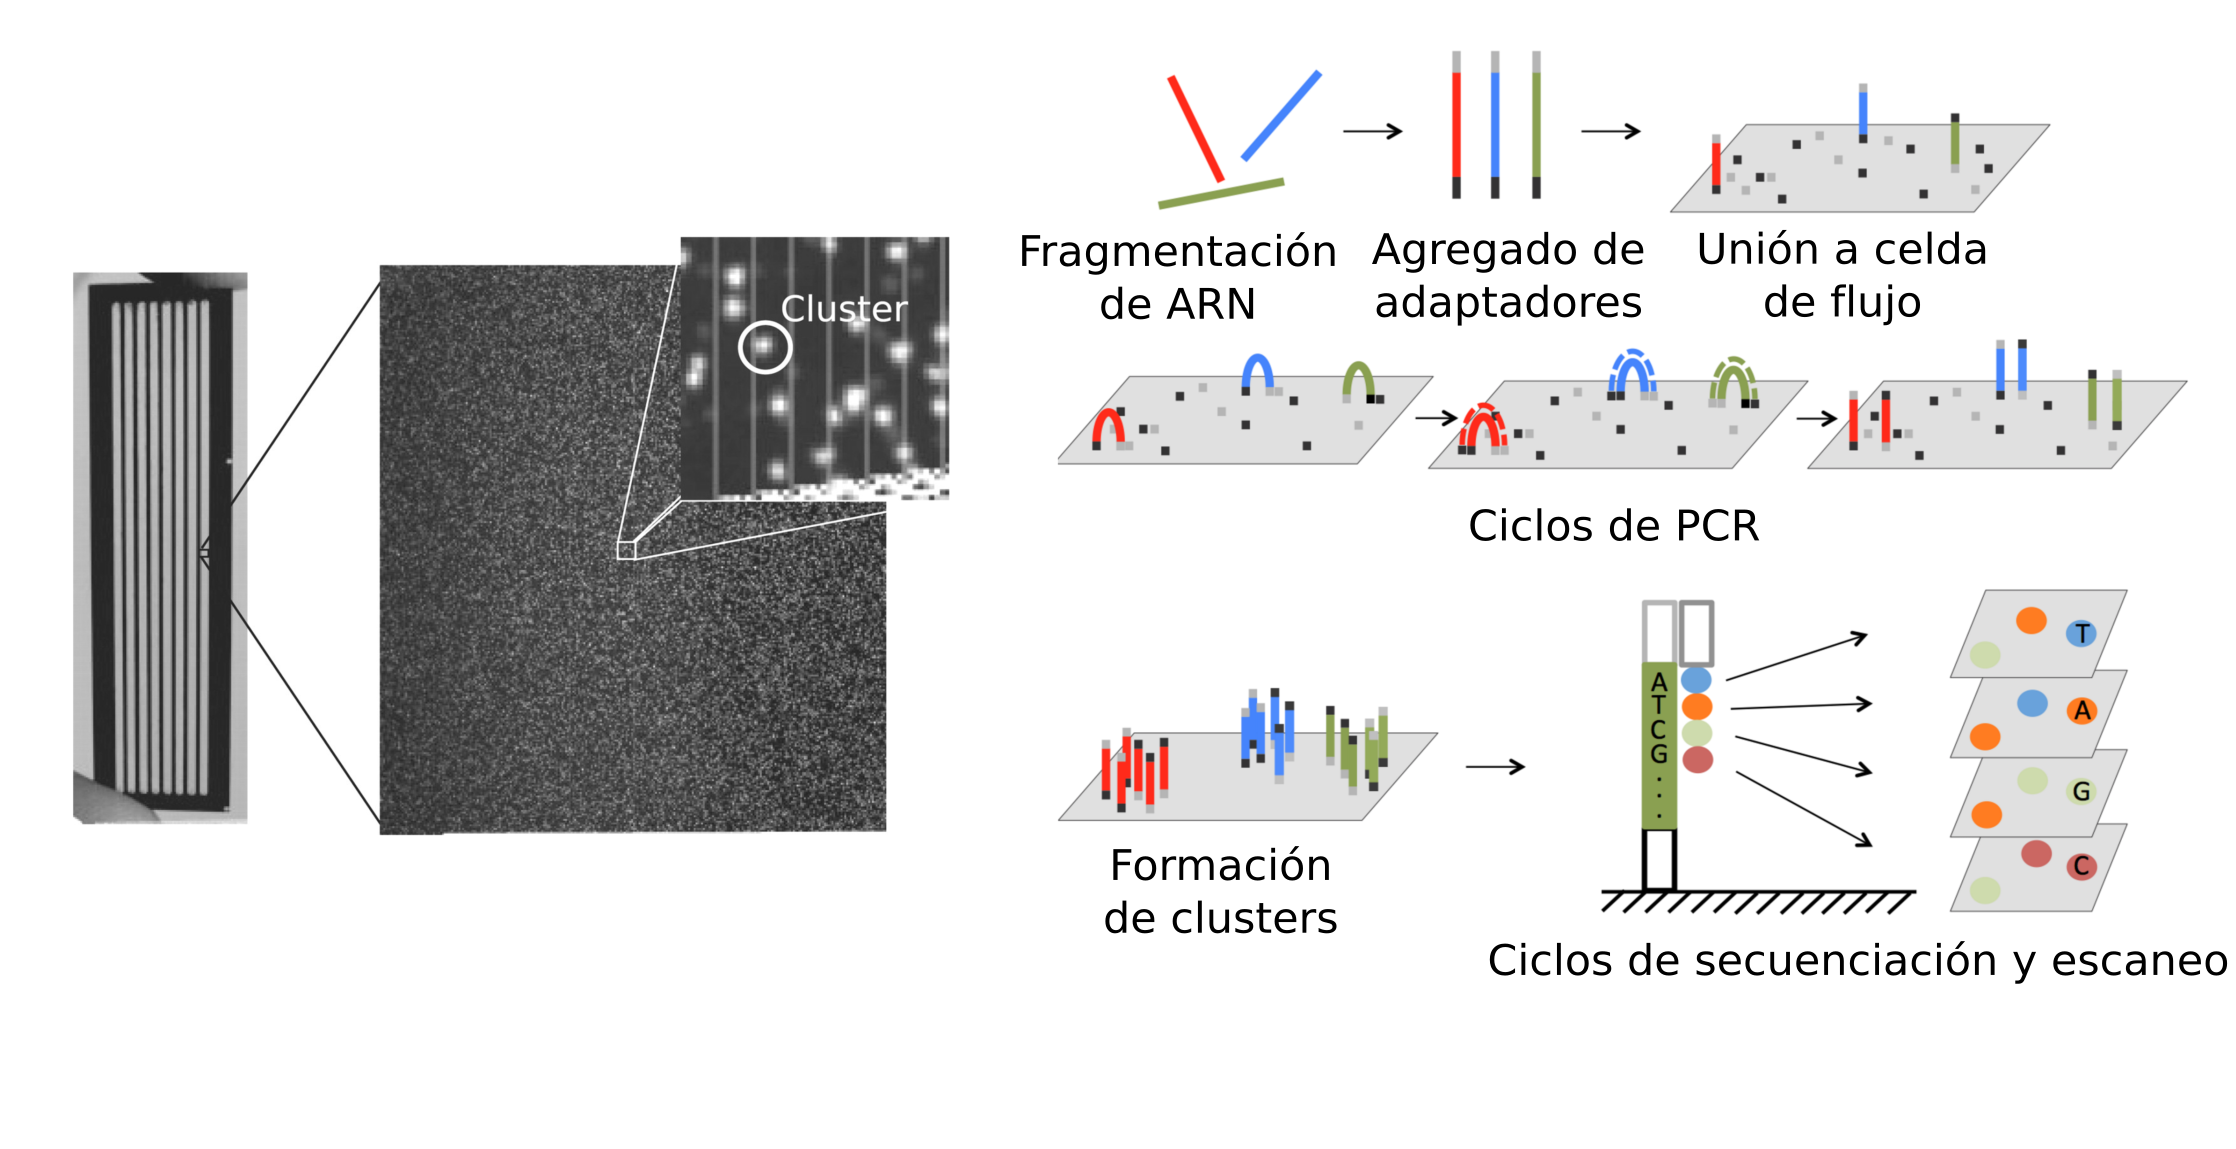 Cluster
Fragmentación
de ARN
Agregado de
adaptadores
Unión a celda
de flujo
Ciclos de PCR
Formación
de clusters
A
T
C
G
.
.
.
T
A
G
C
Ciclos de secuenciación y escaneo